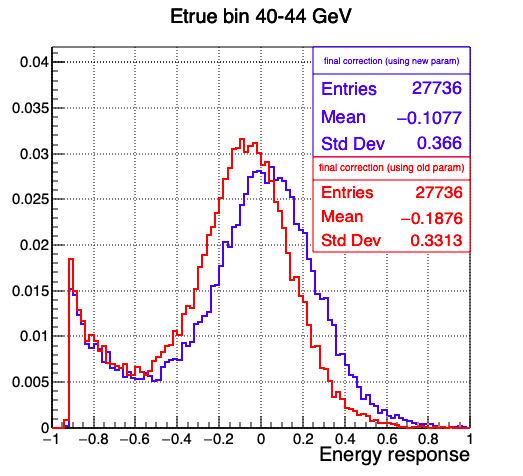 Etrue bin 40-44 GeV
final correction (using new param)
Entries 27736
Mean −0.1077
Std Dev 0.366
final correction (using old param)
Entries 27736
Mean −0.1876
Std Dev 0.3313
0.04
0.035
0.03
0.025
0.02
0.015
0.01
0.005
0
−1 −0.8 −0.6 −0.4 −0.2 0 0.2 0.4 0.6 0.8 1
Energy response